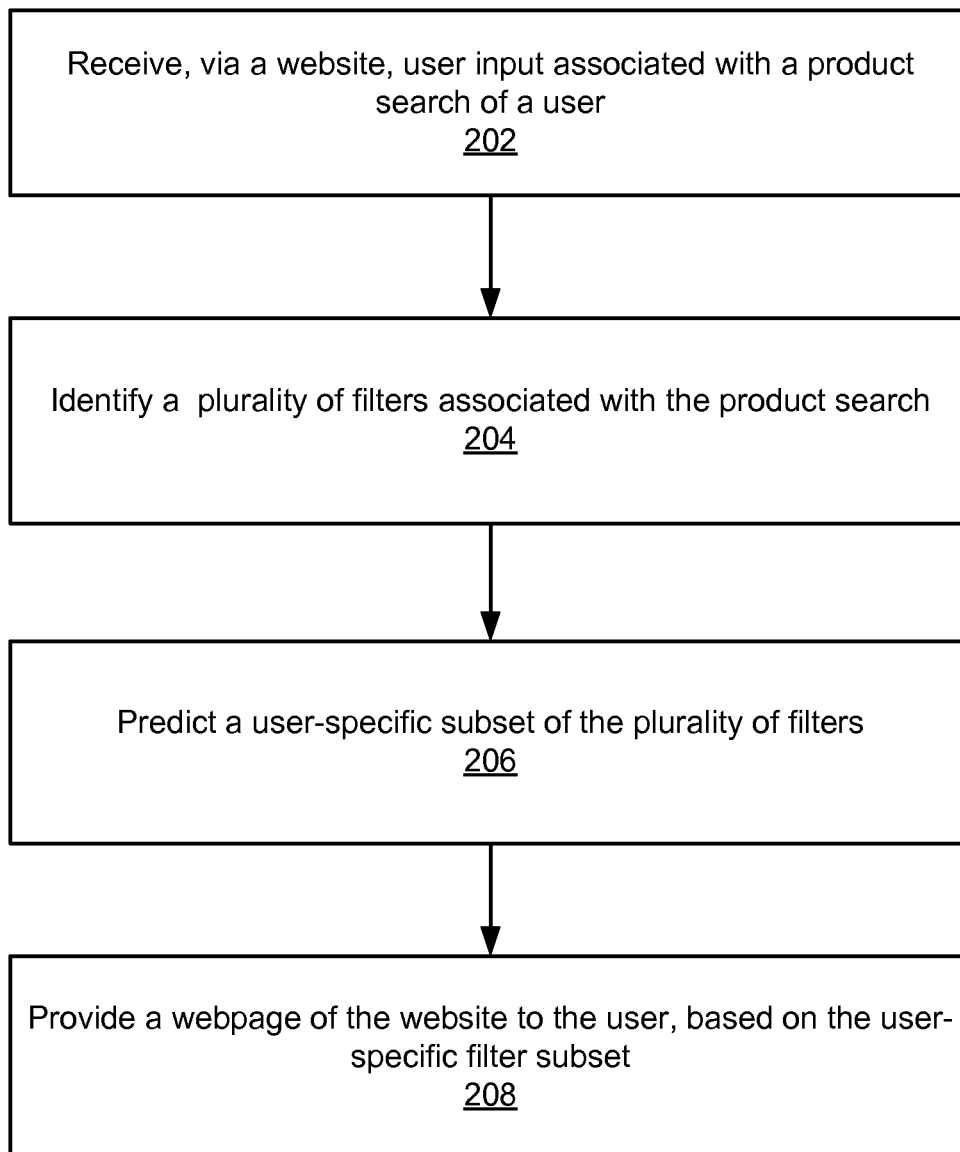 Receive, via a website, user input associated with a product
search of a user
202
Identify a  plurality of filters associated with the product search
204
Predict a user-specific subset of the plurality of filters
206
Provide a webpage of the website to the user, based on the user-
specific filter subset
208